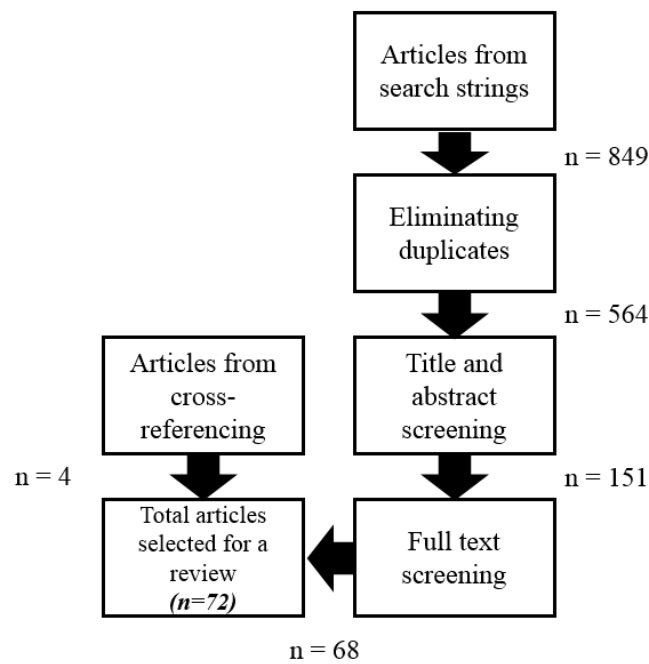 Articles from
search strings
n = 849
Eliminating
duplicates
n = 564
Articles from
cross-
referencing
Title and
abstract
screening
n = 4
n = 151
Total articles
selected for a
review
(n=72)
Full text
screening
n = 68